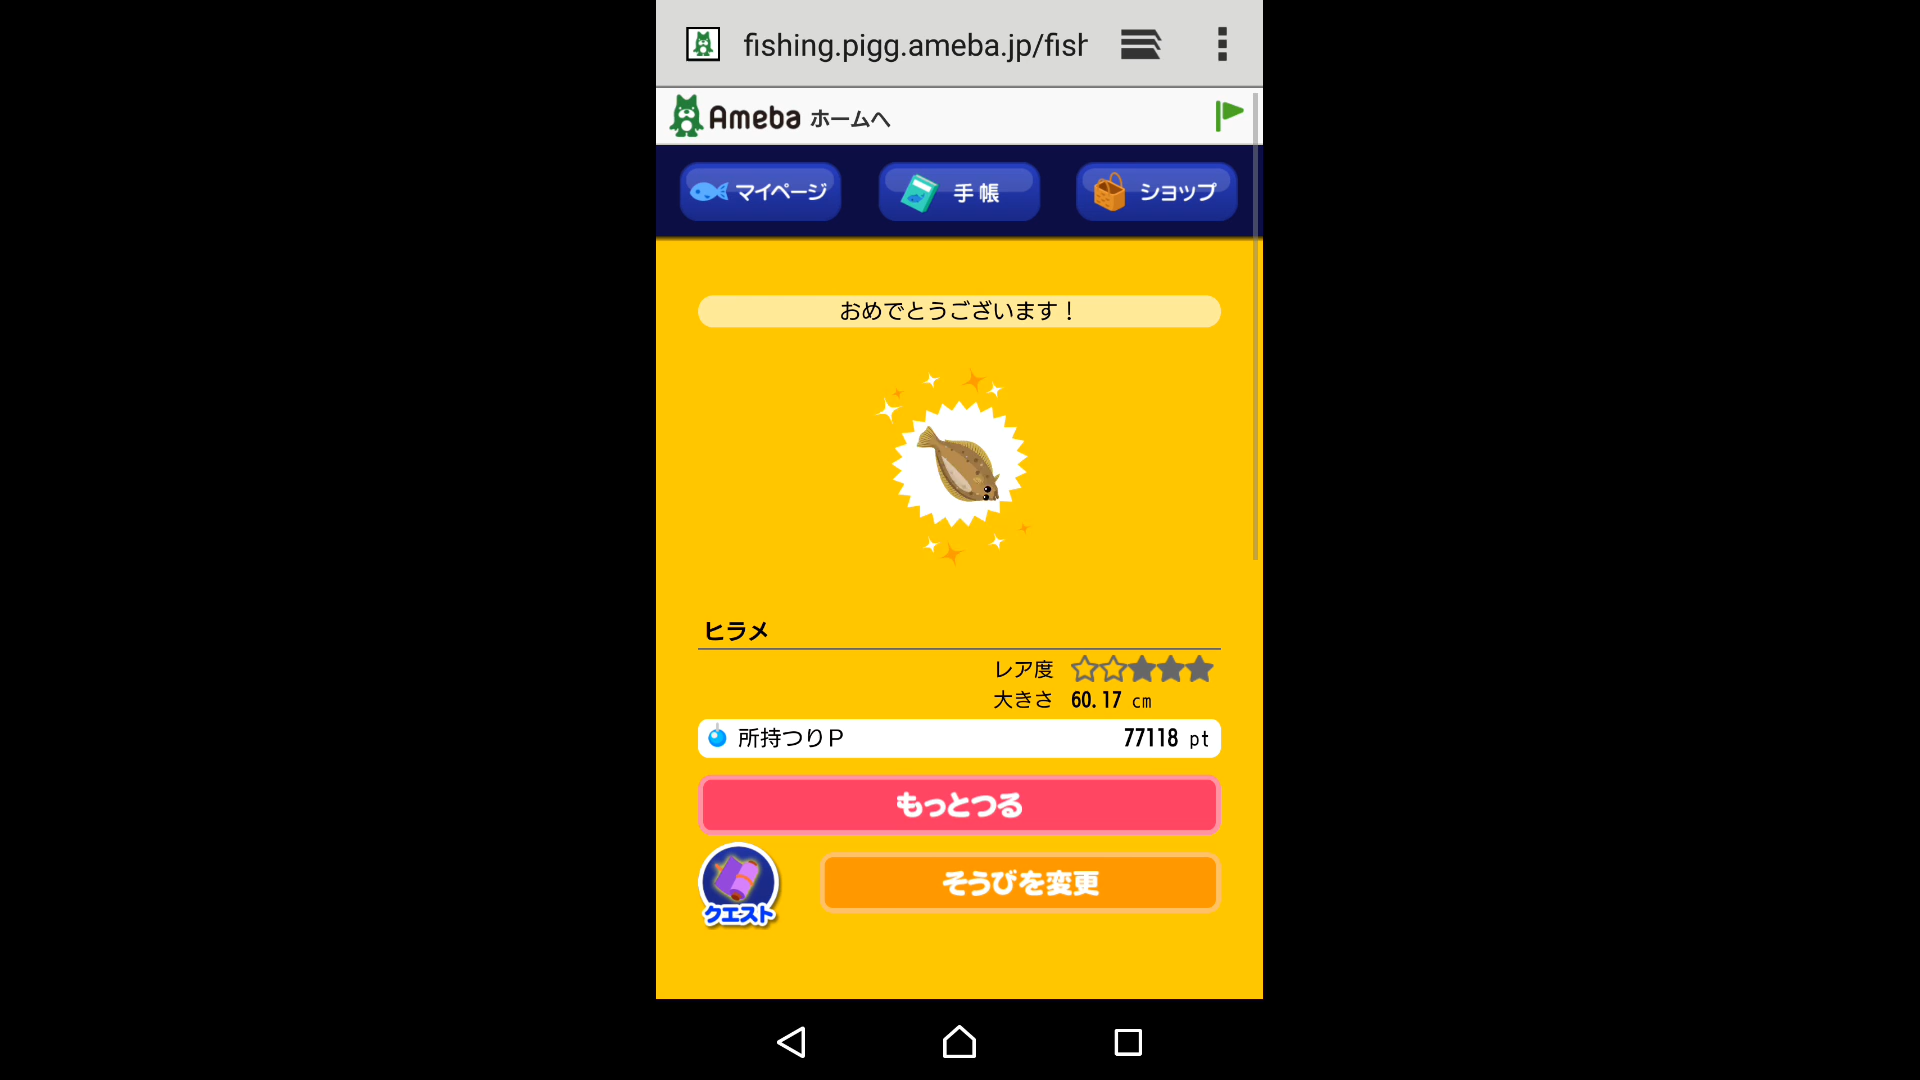 fishing.pigg.ameba.jp/fish
Ameba ホームへ
マイページ
手帳
ショップ
おめでとうございます！
ヒラメ
レア度 ☆☆★★★
大きさ 60.17 cm
所持つりP 77118 pt
もっとつる
クエスト
そうびを変更